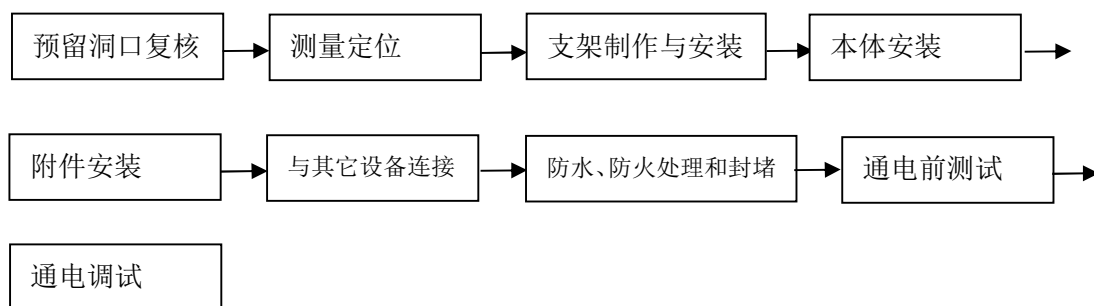 预留洞口复核 测量定位 支架制作与安装 本体安装
附件安装 与其它设备连接 防水、防火处理和封堵 通电前测试
通电调试